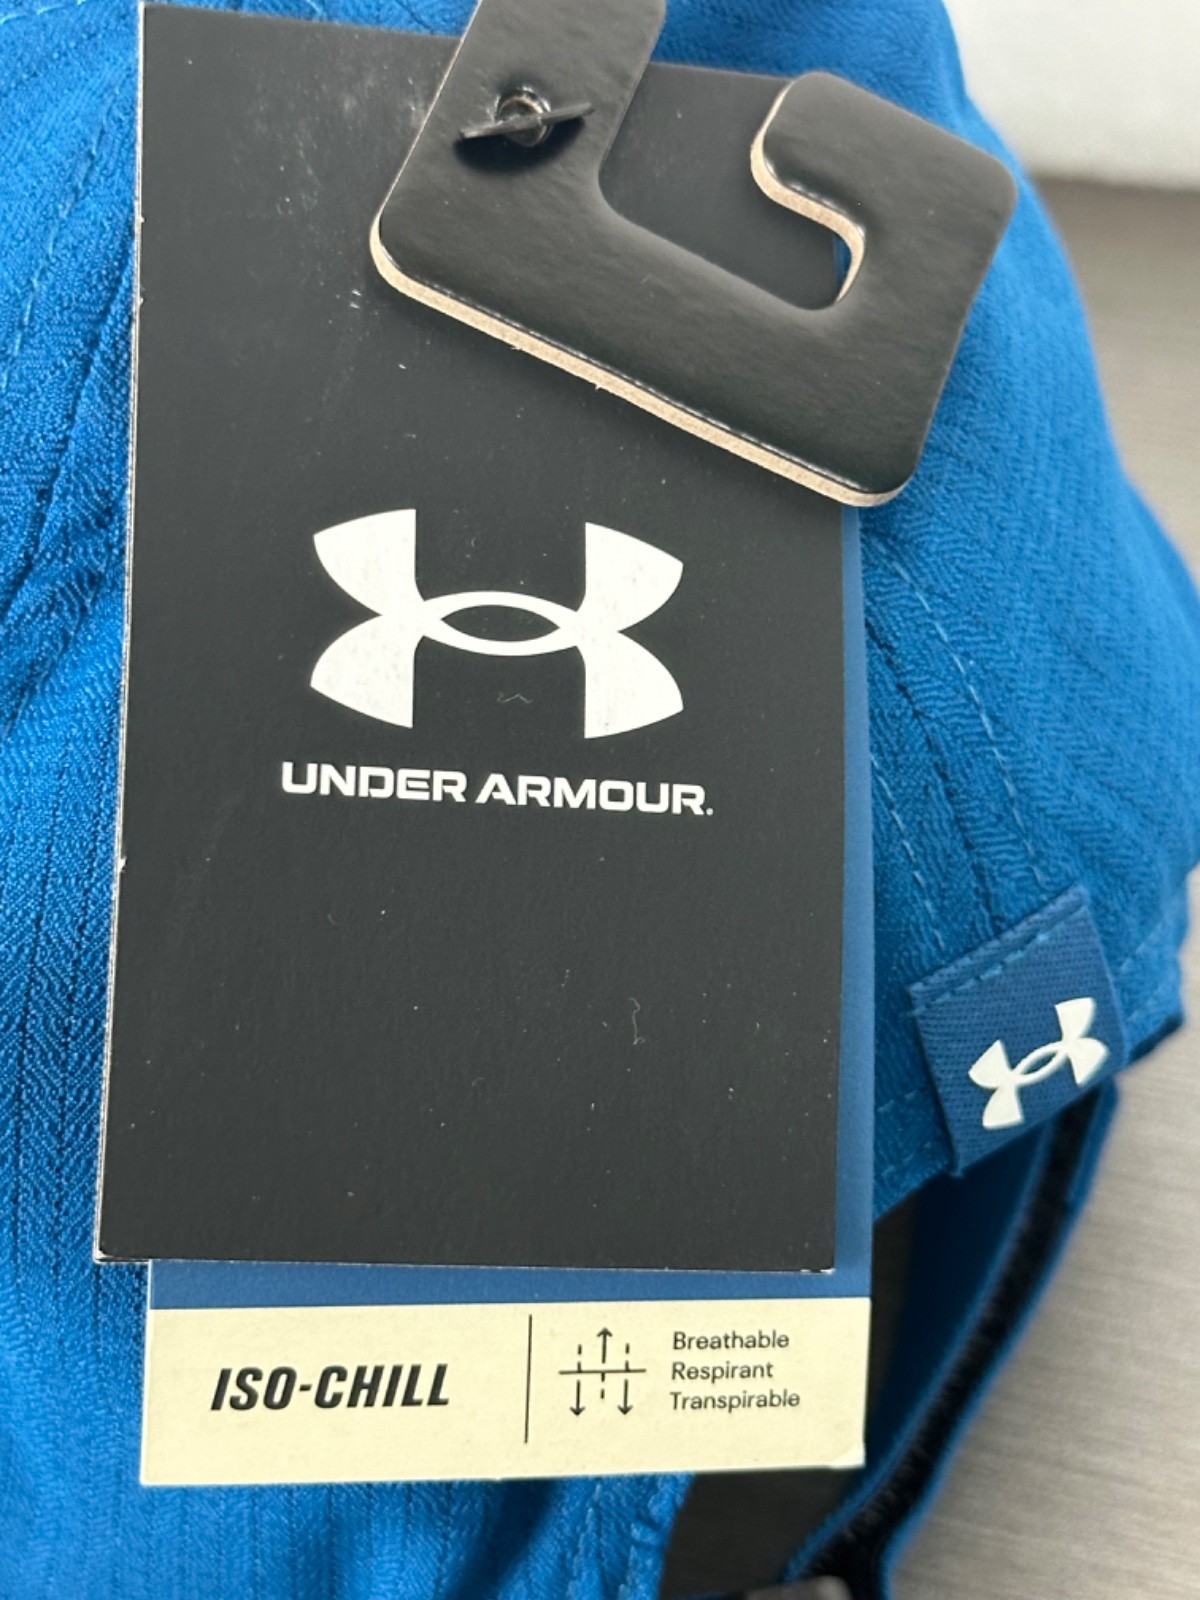 UNDER ARMOUR.
ISO-CHILL
Breathable
Respirant
Transpirable